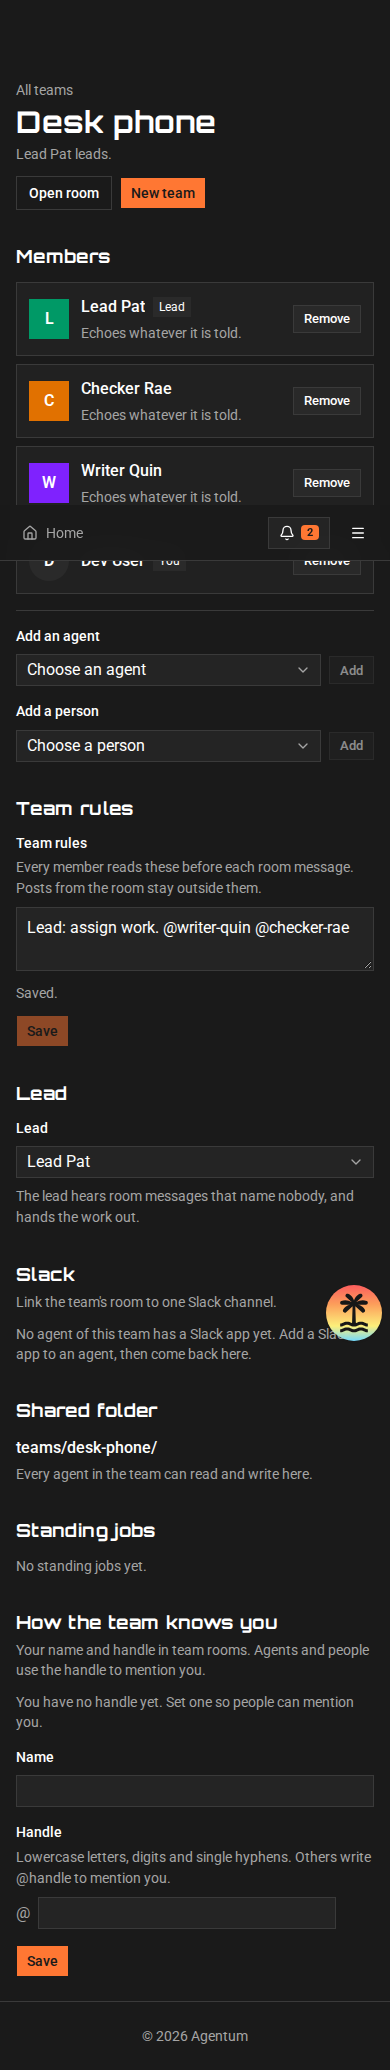 All teams
Desk phone
Lead Pat leads.
Open room New team
Members
L Lead Pat Lead
Echoes whatever it is told.
Remove
C Checker Rae
Echoes whatever it is told.
Remove
W Writer Quin
Echoes whatever it is told.
Remove
Home 2
D Dev User You
Remove
Add an agent
Choose an agent Add
Add a person
Choose a person Add
Team rules
Team rules
Every member reads these before each room message.
Posts from the room stay outside them.
Lead: assign work. @writer-quin @checker-rae
Saved.
Save
Lead
Lead
Lead Pat
The lead hears room messages that name nobody, and
hands the work out.
Slack
Link the team's room to one Slack channel.
No agent of this team has a Slack app yet. Add a
app to an agent, then come back here.
Shared folder
teams/desk-phone/
Every agent in the team can read and write here.
Standing jobs
No standing jobs yet.
How the team knows you
Your name and handle in team rooms. Agents and people
use the handle to mention you.
You have no handle yet. Set one so people can mention
you.
Name
Handle
Lowercase letters, digits and single hyphens. Others write
@handle to mention you.
@
Save
© 2026 Agentum